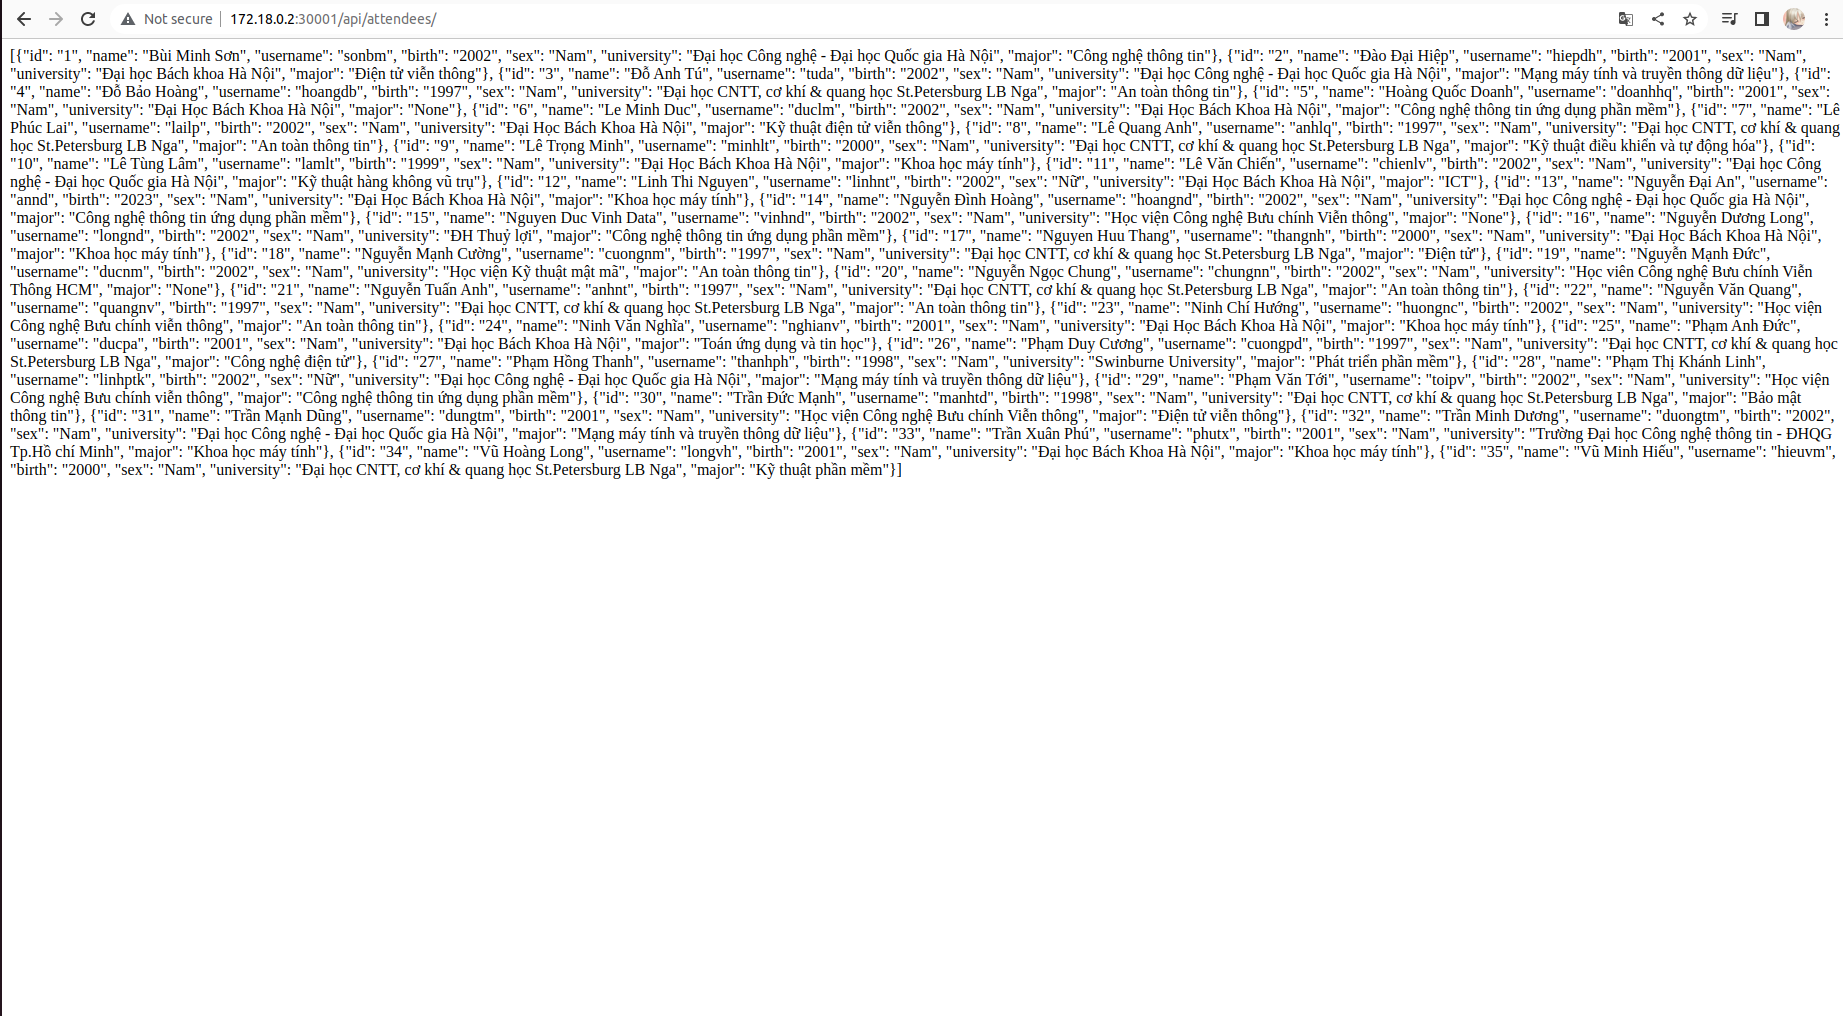 Not secure | 172.18.0.2:30001/api/attendees/
[{"id": "1", "name": "Bùi Minh Sơn", "username": "sonbm", "birth": "2002", "sex": "Nam", "university": "Đại học Công nghệ - Đại học Quốc gia Hà Nội", "major": "Công nghệ thông tin"}, {"id": "2", "name": "Đào Đại Hiệp", "username": "hiepdh", "birth": "2001", "sex": "Nam",
"university": "Đại học Bách khoa Hà Nội", "major": "Điện tử viễn thông"}, {"id": "3", "name": "Đỗ Anh Tú", "username": "tuda", "birth": "2002", "sex": "Nam", "university": "Đại học Công nghệ - Đại học Quốc gia Hà Nội", "major": "Mạng máy tính và truyền thông dữ liệu"}, {"id":
"4", "name": "Đỗ Bảo Hoàng", "username": "hoangdb", "birth": "1997", "sex": "Nam", "university": "Đại học CNTT, cơ khí & quang học St.Petersburg LB Nga", "major": "An toàn thông tin"}, {"id": "5", "name": "Hoàng Quốc Doanh", "username": "doanhhq", "birth": "2001", "sex":
"Nam", "university": "Đại Học Bách Khoa Hà Nội", "major": "None"}, {"id": "6", "name": "Le Minh Duc", "username": "duclm", "birth": "2002", "sex": "Nam", "university": "Đại Học Bách Khoa Hà Nội", "major": "Công nghệ thông tin ứng dụng phần mềm"}, {"id": "7", "name": "Lê
Phúc Lai", "username": "lailp", "birth": "2002", "sex": "Nam", "university": "Đại Học Bách Khoa Hà Nội", "major": "Kỹ thuật điện tử viễn thông"}, {"id": "8", "name": "Lê Quang Anh", "username": "anhlq", "birth": "1997", "sex": "Nam", "university": "Đại học CNTT, cơ khí & quang
học St.Petersburg LB Nga", "major": "An toàn thông tin"}, {"id": "9", "name": "Lê Trọng Minh", "username": "minhlt", "birth": "2000", "sex": "Nam", "university": "Đại học CNTT, cơ khí & quang học St.Petersburg LB Nga", "major": "Kỹ thuật điều khiển và tự động hóa"}, {"id":
"10", "name": "Lê Tùng Lâm", "username": "lamlt", "birth": "1999", "sex": "Nam", "university": "Đại Học Bách Khoa Hà Nội", "major": "Khoa học máy tính"}, {"id": "11", "name": "Lê Văn Chiến", "username": "chienlv", "birth": "2002", "sex": "Nam", "university": "Đại học Công
nghệ - Đại học Quốc gia Hà Nội", "major": "Kỹ thuật hàng không vũ trụ"}, {"id": "12", "name": "Linh Thi Nguyen", "username": "linhnt", "birth": "2002", "sex": "Nữ", "university": "Đại Học Bách Khoa Hà Nội", "major": "ICT"}, {"id": "13", "name": "Nguyễn Đại An", "username":
"annd", "birth": "2023", "sex": "Nam", "university": "Đại Học Bách Khoa Hà Nội", "major": "Khoa học máy tính"}, {"id": "14", "name": "Nguyễn Đình Hoàng", "username": "hoangnd", "birth": "2002", "sex": "Nam", "university": "Đại học Công nghệ - Đại học Quốc gia Hà Nội",
"major": "Công nghệ thông tin ứng dụng phần mềm"}, {"id": "15", "name": "Nguyen Duc Vinh Data", "username": "vinhnd", "birth": "2002", "sex": "Nam", "university": "Học viện Công nghệ Bưu chính Viễn thông", "major": "None"}, {"id": "16", "name": "Nguyễn Dương Long",
"username": "longnd", "birth": "2002", "sex": "Nam", "university": "ĐH Thuỷ lợi", "major": "Công nghệ thông tin ứng dụng phần mềm"}, {"id": "17", "name": "Nguyen Huu Thang", "username": "thangnh", "birth": "2000", "sex": "Nam", "university": "Đại Học Bách Khoa Hà Nội",
"major": "Khoa học máy tính"}, {"id": "18", "name": "Nguyễn Mạnh Cường", "username": "cuongnm", "birth": "1997", "sex": "Nam", "university": "Đại học CNTT, cơ khí & quang học St.Petersburg LB Nga", "major": "Điện tử"}, {"id": "19", "name": "Nguyễn Mạnh Đức",
"username": "ducnm", "birth": "2002", "sex": "Nam", "university": "Học viện Kỹ thuật mật mã", "major": "An toàn thông tin"}, {"id": "20", "name": "Nguyễn Ngọc Chung", "username": "chungnn", "birth": "2002", "sex": "Nam", "university": "Học viên Công nghệ Bưu chính Viễn
Thông HCM", "major": "None"}, {"id": "21", "name": "Nguyễn Tuấn Anh", "username": "anhnt", "birth": "1997", "sex": "Nam", "university": "Đại học CNTT, cơ khí & quang học St.Petersburg LB Nga", "major": "An toàn thông tin"}, {"id": "22", "name": "Nguyễn Văn Quang",
"username": "quangnv", "birth": "1997", "sex": "Nam", "university": "Đại học CNTT, cơ khí & quang học St.Petersburg LB Nga", "major": "An toàn thông tin"}, {"id": "23", "name": "Ninh Chí Hướng", "username": "huongnc", "birth": "2002", "sex": "Nam", "university": "Học viện
Công nghệ Bưu chính viễn thông", "major": "An toàn thông tin"}, {"id": "24", "name": "Ninh Văn Nghĩa", "username": "nghianv", "birth": "2001", "sex": "Nam", "university": "Đại Học Bách Khoa Hà Nội", "major": "Khoa học máy tính"}, {"id": "25", "name": "Phạm Anh Đức",
"username": "ducpa", "birth": "2001", "sex": "Nam", "university": "Đại học Bách Khoa Hà Nội", "major": "Toán ứng dụng và tin học"}, {"id": "26", "name": "Phạm Duy Cương", "username": "cuongpd", "birth": "1997", "sex": "Nam", "university": "Đại học CNTT, cơ khí & quang học
St.Petersburg LB Nga", "major": "Công nghệ điện tử"}, {"id": "27", "name": "Phạm Hồng Thanh", "username": "thanhph", "birth": "1998", "sex": "Nam", "university": "Swinburne University", "major": "Phát triển phần mềm"}, {"id": "28", "name": "Phạm Thị Khánh Linh",
"username": "linhptk", "birth": "2002", "sex": "Nữ", "university": "Đại học Công nghệ - Đại học Quốc gia Hà Nội", "major": "Mạng máy tính và truyền thông dữ liệu"}, {"id": "29", "name": "Phạm Văn Tới", "username": "toipv", "birth": "2002", "sex": "Nam", "university": "Học viện
Công nghệ Bưu chính viễn thông", "major": "Công nghệ thông tin ứng dụng phần mềm"}, {"id": "30", "name": "Trần Đức Mạnh", "username": "manhtd", "birth": "1998", "sex": "Nam", "university": "Đại học CNTT, cơ khí & quang học St.Petersburg LB Nga", "major": "Bảo mật
thông tin"}, {"id": "31", "name": "Trần Mạnh Dũng", "username": "dungtm", "birth": "2001", "sex": "Nam", "university": "Học viện Công nghệ Bưu chính Viễn thông", "major": "Điện tử viễn thông"}, {"id": "32", "name": "Trần Minh Dương", "username": "duongtm", "birth": "2002",
"sex": "Nam", "university": "Đại học Công nghệ - Đại học Quốc gia Hà Nội", "major": "Mạng máy tính và truyền thông dữ liệu"}, {"id": "33", "name": "Trần Xuân Phú", "username": "phutx", "birth": "2001", "sex": "Nam", "university": "Trường Đại học Công nghệ thông tin - ĐHQG
Tp.Hồ chí Minh", "major": "Khoa học máy tính"}, {"id": "34", "name": "Vũ Hoàng Long", "username": "longvh", "birth": "2001", "sex": "Nam", "university": "Đại học Bách Khoa Hà Nội", "major": "Khoa học máy tính"}, {"id": "35", "name": "Vũ Minh Hiếu", "username": "hieuvm",
"birth": "2000", "sex": "Nam", "university": "Đại học CNTT, cơ khí & quang học St.Petersburg LB Nga", "major": "Kỹ thuật phần mềm"}]